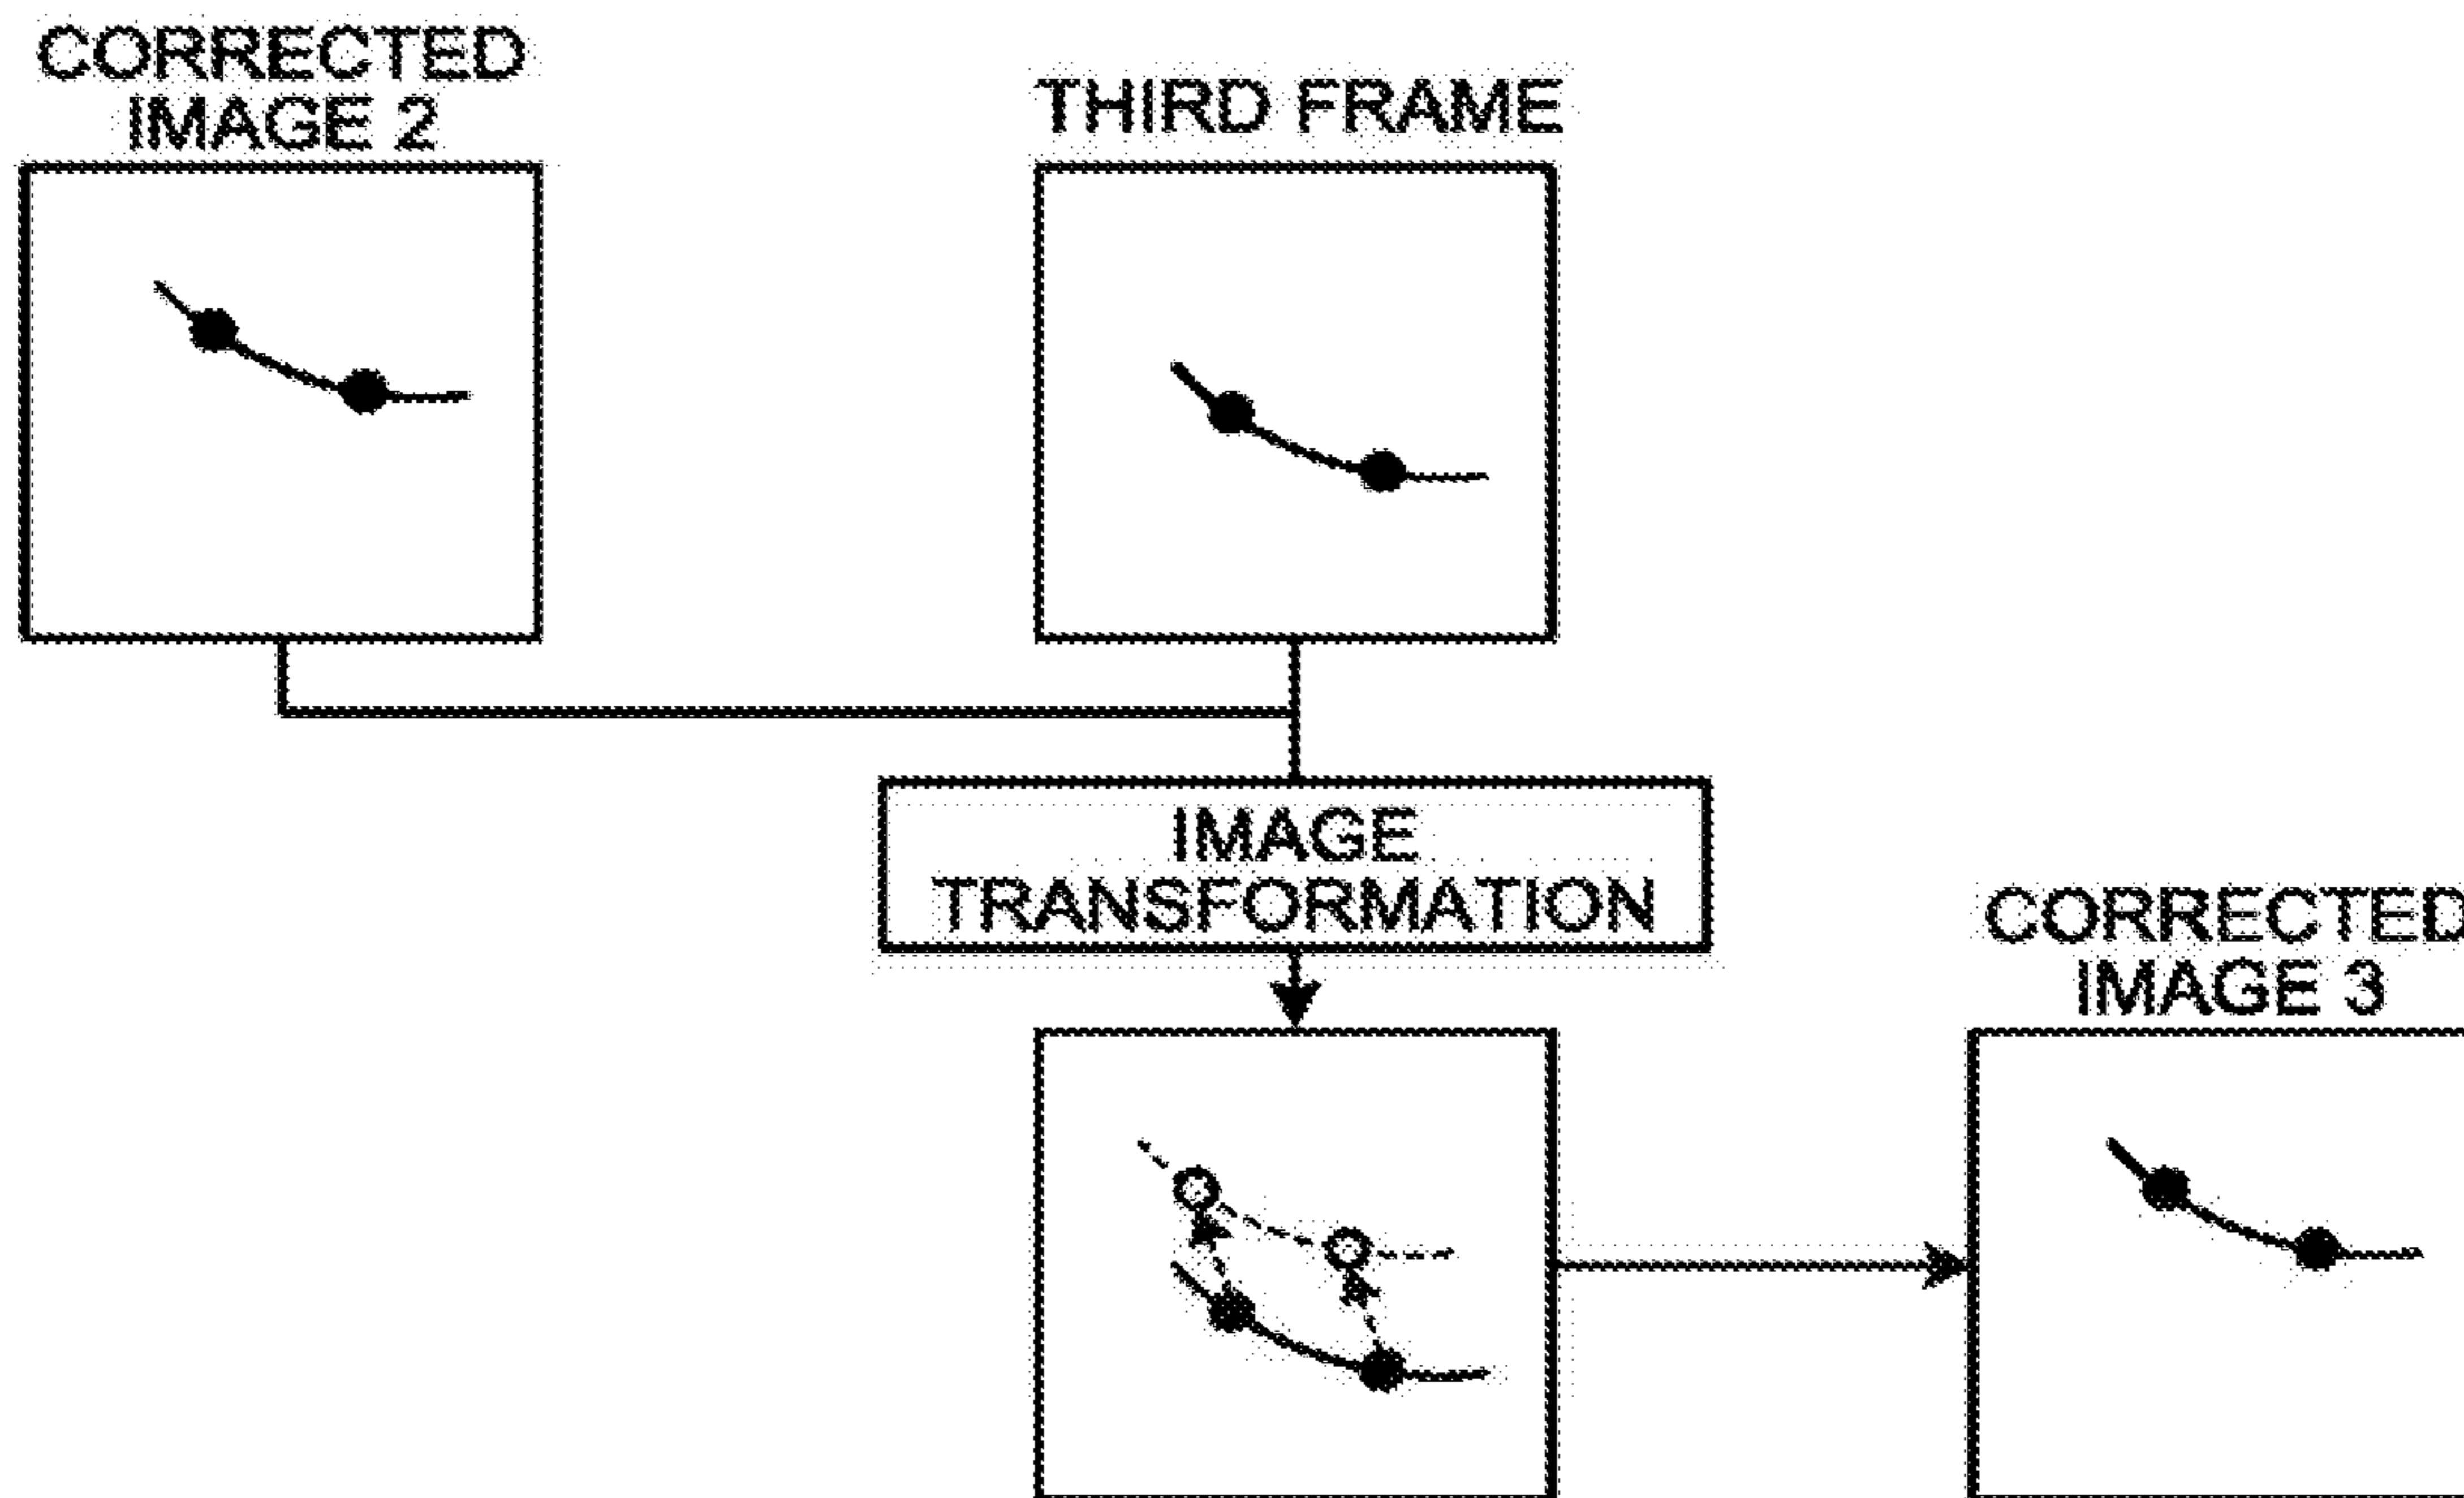 CORRECTED
IMAGE 2
THIRD FRAME
IMAGE
TRANSFORMATION
CORRECTED
IMAGE 3